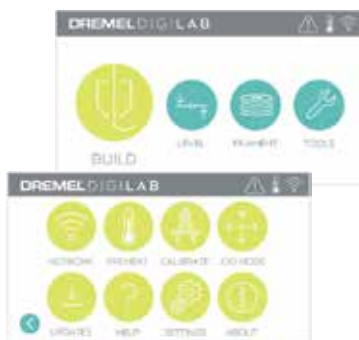 DREMEL DIGILAB
BUILD
LEVEL
FILAMENT
TOOLS
DREMEL DIGILAB
NETWORK
PREHEAT
CALIBRATE
JOG MODE
UPDATES
HELP
SETTINGS
ABOUT